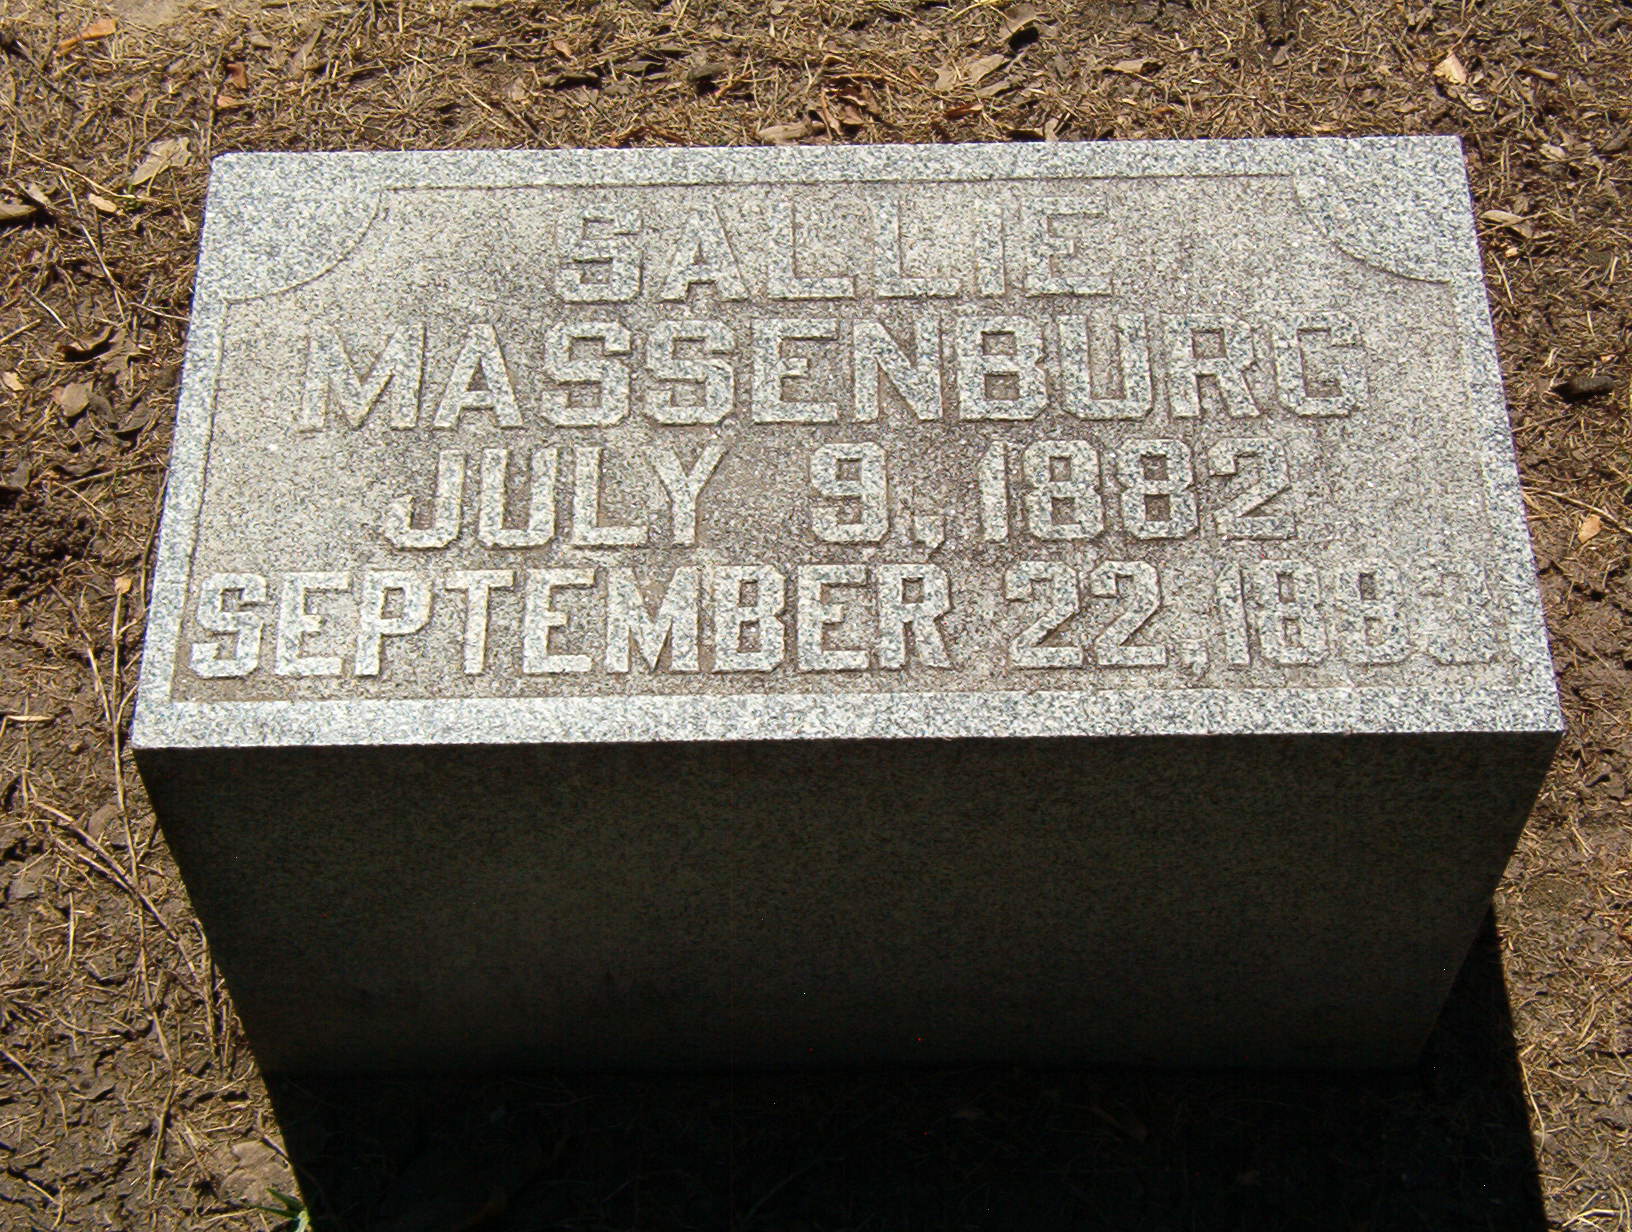 SALLIE
MASSENBURG
JULY 9, 1882
SEPTEMBER 22,